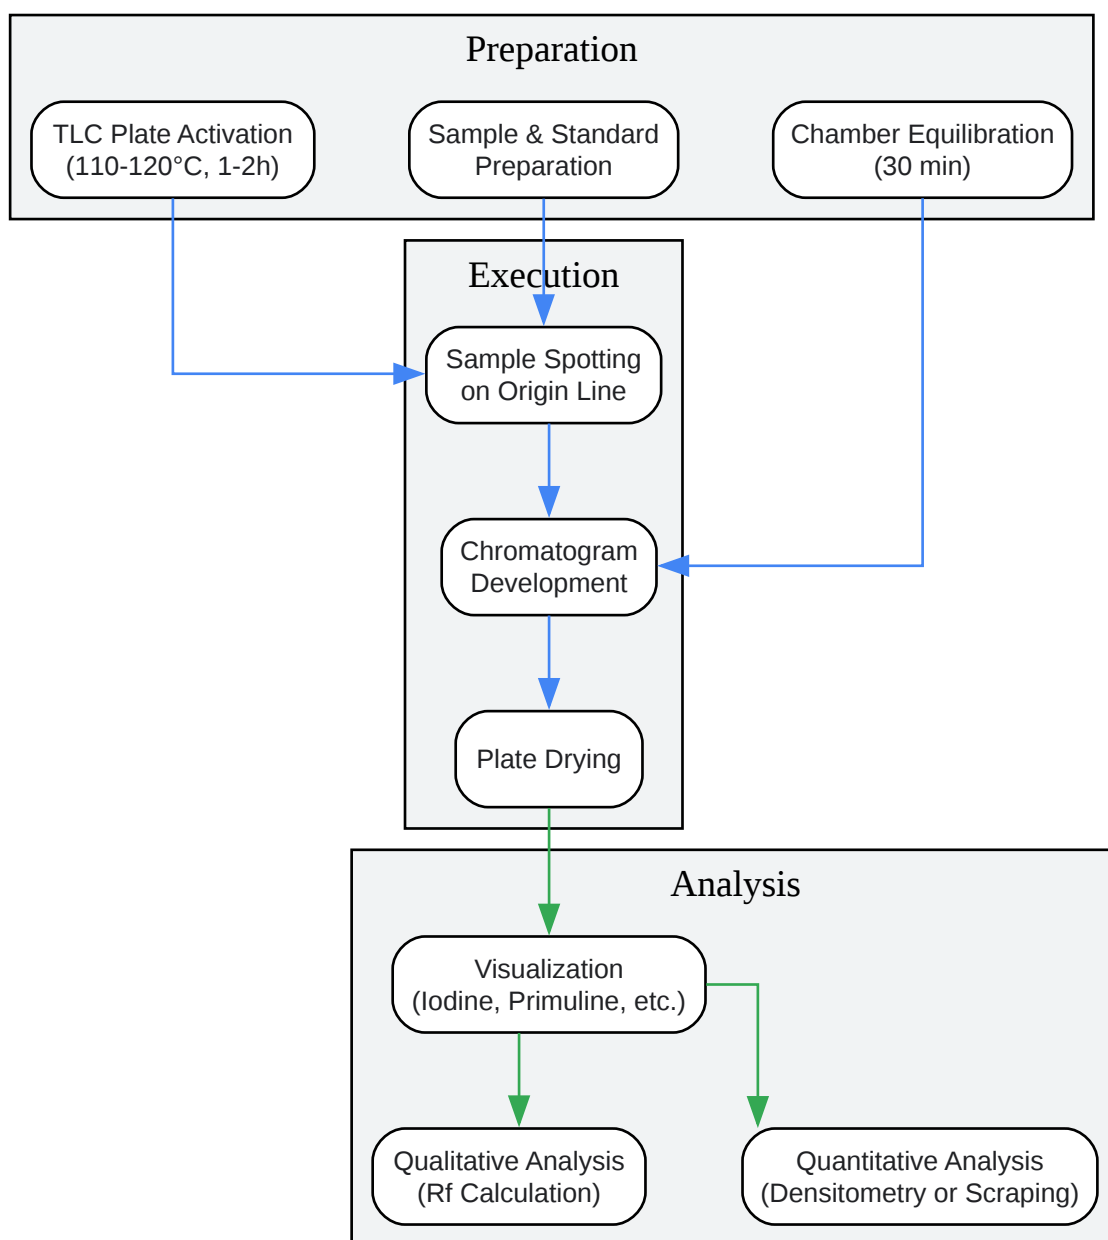 Preparation
TLC Plate Activation
(110-120°C, 1-2h)
Sample & Standard
Preparation
Chamber Equilibration
(30 min)
Execution
Sample Spotting
on Origin Line
Chromatogram
Development
Plate Drying
Analysis
Visualization
(Iodine, Primuline, etc.)
Qualitative Analysis
(Rf Calculation)
Quantitative Analysis
(Densitometry or Scraping)